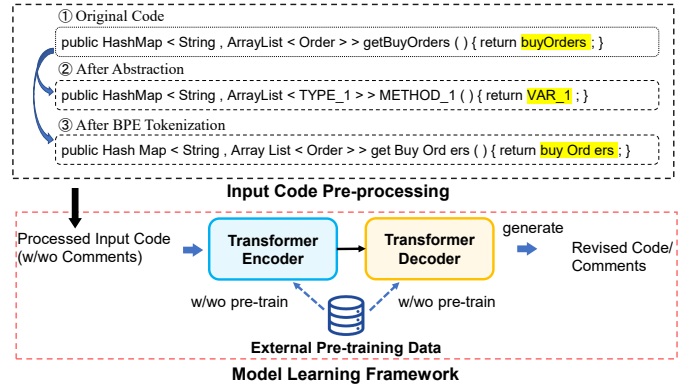 ① Original Code
public HashMap < String , ArrayList < Order > > getBuyOrders ( ) { return buyOrders ; }
② After Abstraction
public HashMap < String , ArrayList < TYPE_1 > > METHOD_1 ( ) { return VAR_1 ; }
③ After BPE Tokenization
public Hash Map < String , Array List < Order > > get Buy Ord ers ( ) { return buy Ord ers ; }
Input Code Pre-processing
Processed Input Code
(w/wo Comments)
Transformer
Encoder
Transformer
Decoder
generate
Revised Code/
Comments
w/wo pre-train
w/wo pre-train
External Pre-training Data
Model Learning Framework